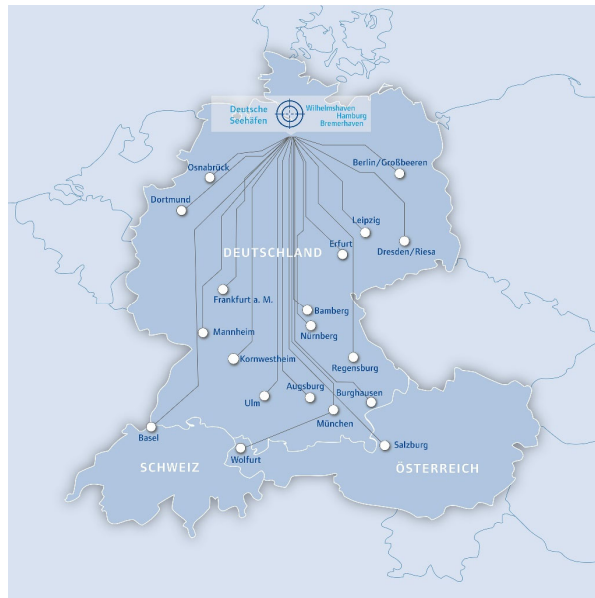 Deutsche
Seehäfen
Wilhelmshaven
Hamburg
Bremerhaven
Osnabrück
Berlin/Großbeeren
Dortmund
Leipzig
Erfurt
Dresden/Riesa
DEUTSCHLAND
Frankfurt a. M.
Bamberg
Mannheim
Nürnberg
Kornwestheim
Regensburg
Augsburg
Burghausen
Ulm
München
Basel
Salzburg
Wolfurt
SCHWEIZ
ÖSTERREICH